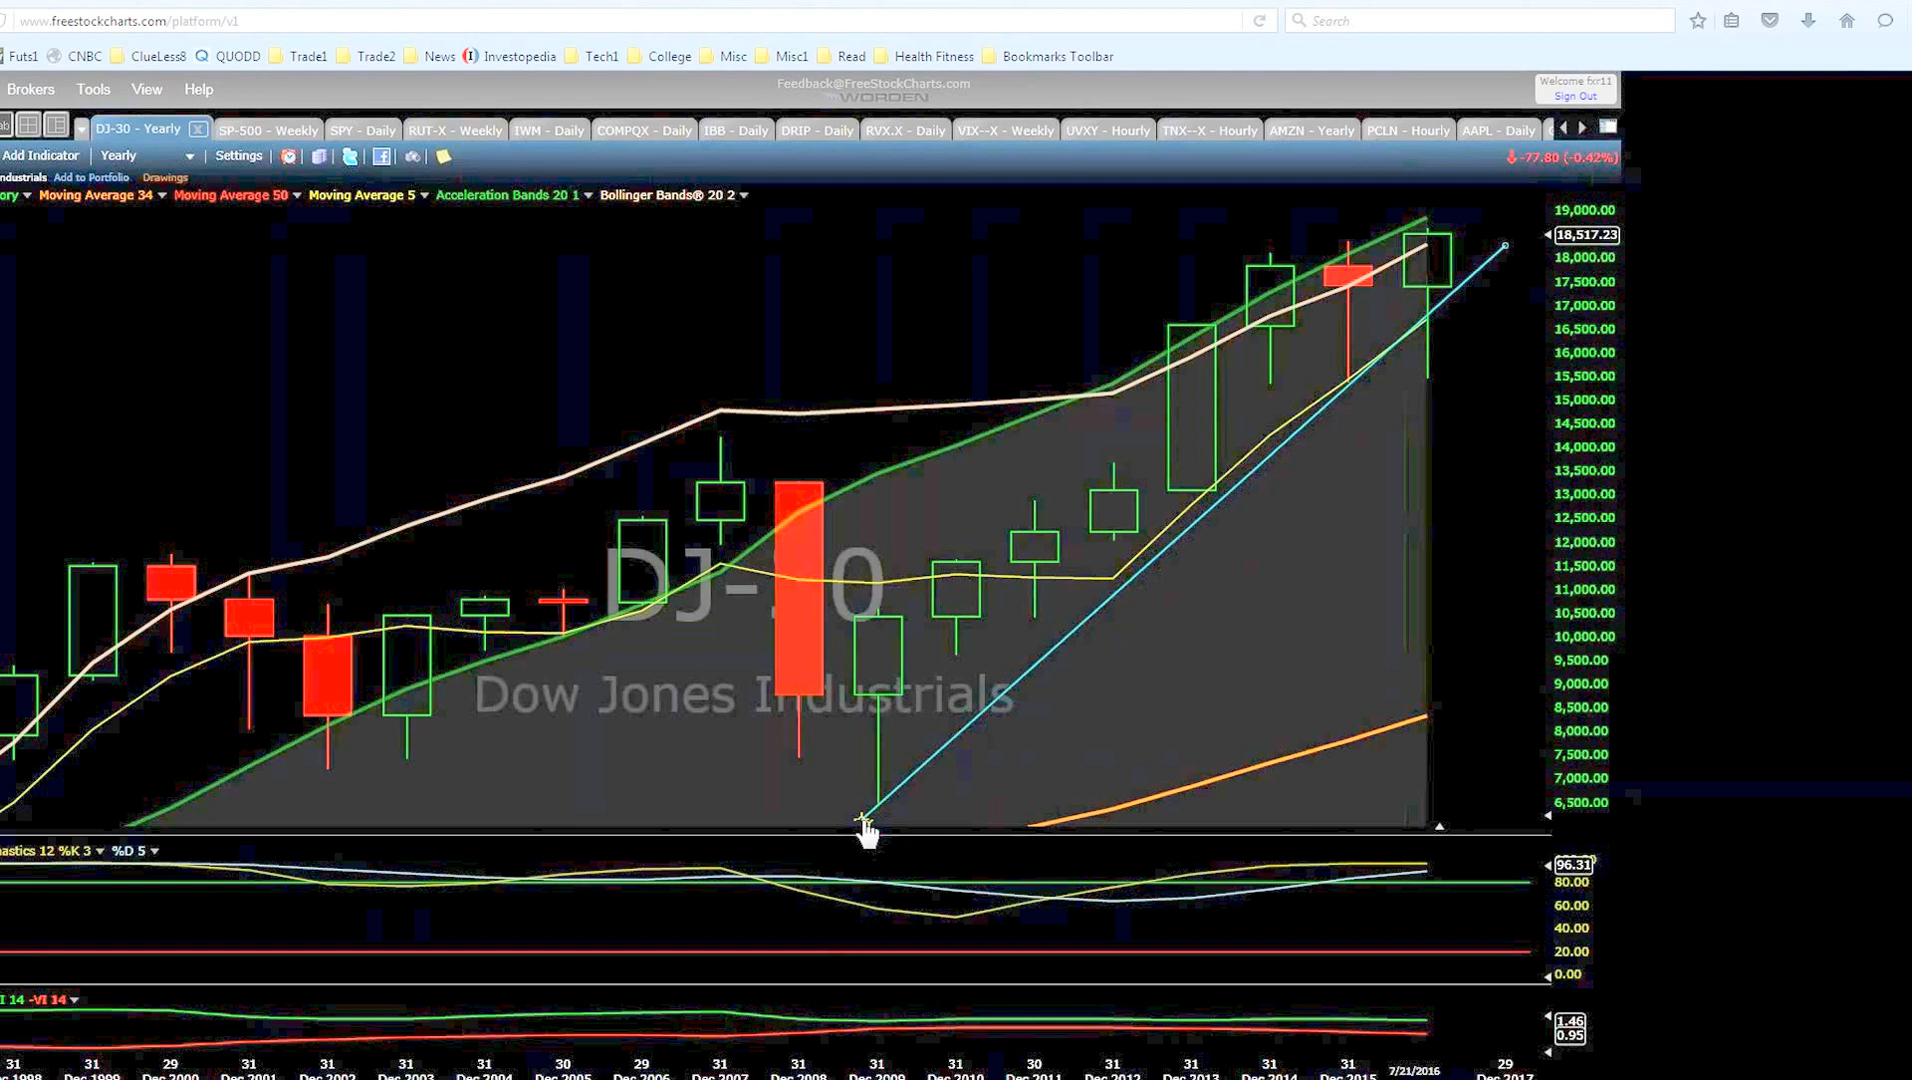 www.freestockcharts.com/platform/v1 Search
Futs1 CNBC ClueLess8 QUODD Trade1 Trade2 News Investopedia Tech1 College Misc Misc1 Read Health Fitness Bookmarks Toolbar
Brokers Tools View Help Feedback@FreeStockCharts.com Welcome fxr11
WORDEN Sign Out
DJ-30 - Yearly SP-500 - Weekly SPY - Daily RUT-X - Weekly IWM - Daily COMPQX - Daily IBB - Daily DRIP - Daily RVX.X - Daily VIX--X - Weekly UVXY - Hourly TNX--X - Hourly AMZN - Yearly PCLN - Hourly AAPL - Daily
Add Indicator Yearly Settings -77.80 (-0.42%)
Industrials Add to Portfolio Drawings
ory Moving Average 34 Moving Average 50 Moving Average 5 Acceleration Bands 20 1 Bollinger Bands® 20 2
19,000.00
18,517.23
18,000.00
17,500.00
17,000.00
16,500.00
16,000.00
15,500.00
15,000.00
14,500.00
14,000.00
13,500.00
13,000.00
12,500.00
12,000.00
11,500.00
11,000.00
10,500.00
10,000.00
9,500.00
9,000.00
8,500.00
8,000.00
7,500.00
7,000.00
6,500.00
DJ-30
Dow Jones Industrials
astics 12 %K 3 %D 5
96.31
80.00
60.00
40.00
20.00
0.00
I 14 -VI 14
1.46
0.95
31 31 29 31 31 31 31 30 29 31 31 31 31 30 31 31 31 31 29
Dec 1998 Dec 1999 Dec 2000 Dec 2001 Dec 2002 Dec 2003 Dec 2004 Dec 2005 Dec 2006 Dec 2007 Dec 2008 Dec 2009 Dec 2010 Dec 2011 Dec 2012 Dec 2013 Dec 2014 Dec 2015 7/21/2016 Dec 2017